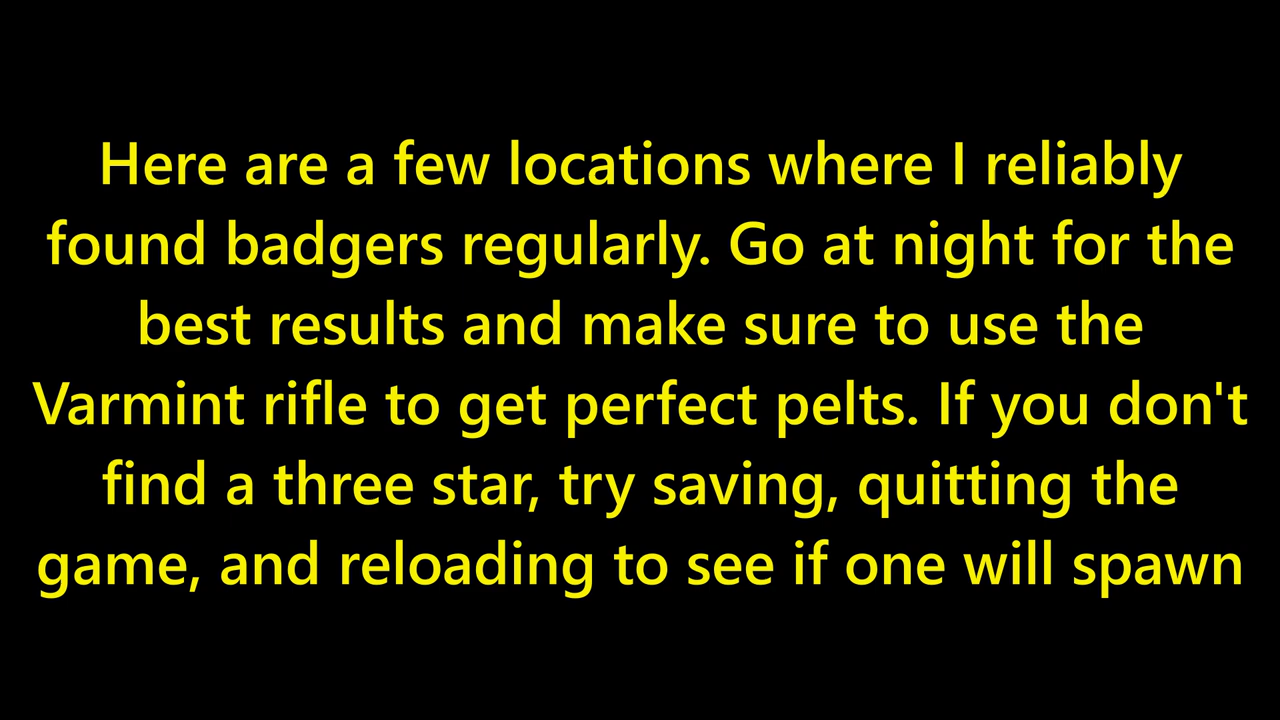 Here are a few locations where I reliably
found badgers regularly. Go at night for the
best results and make sure to use the
Varmint rifle to get perfect pelts. If you don't
find a three star, try saving, quitting the
game, and reloading to see if one will spawn